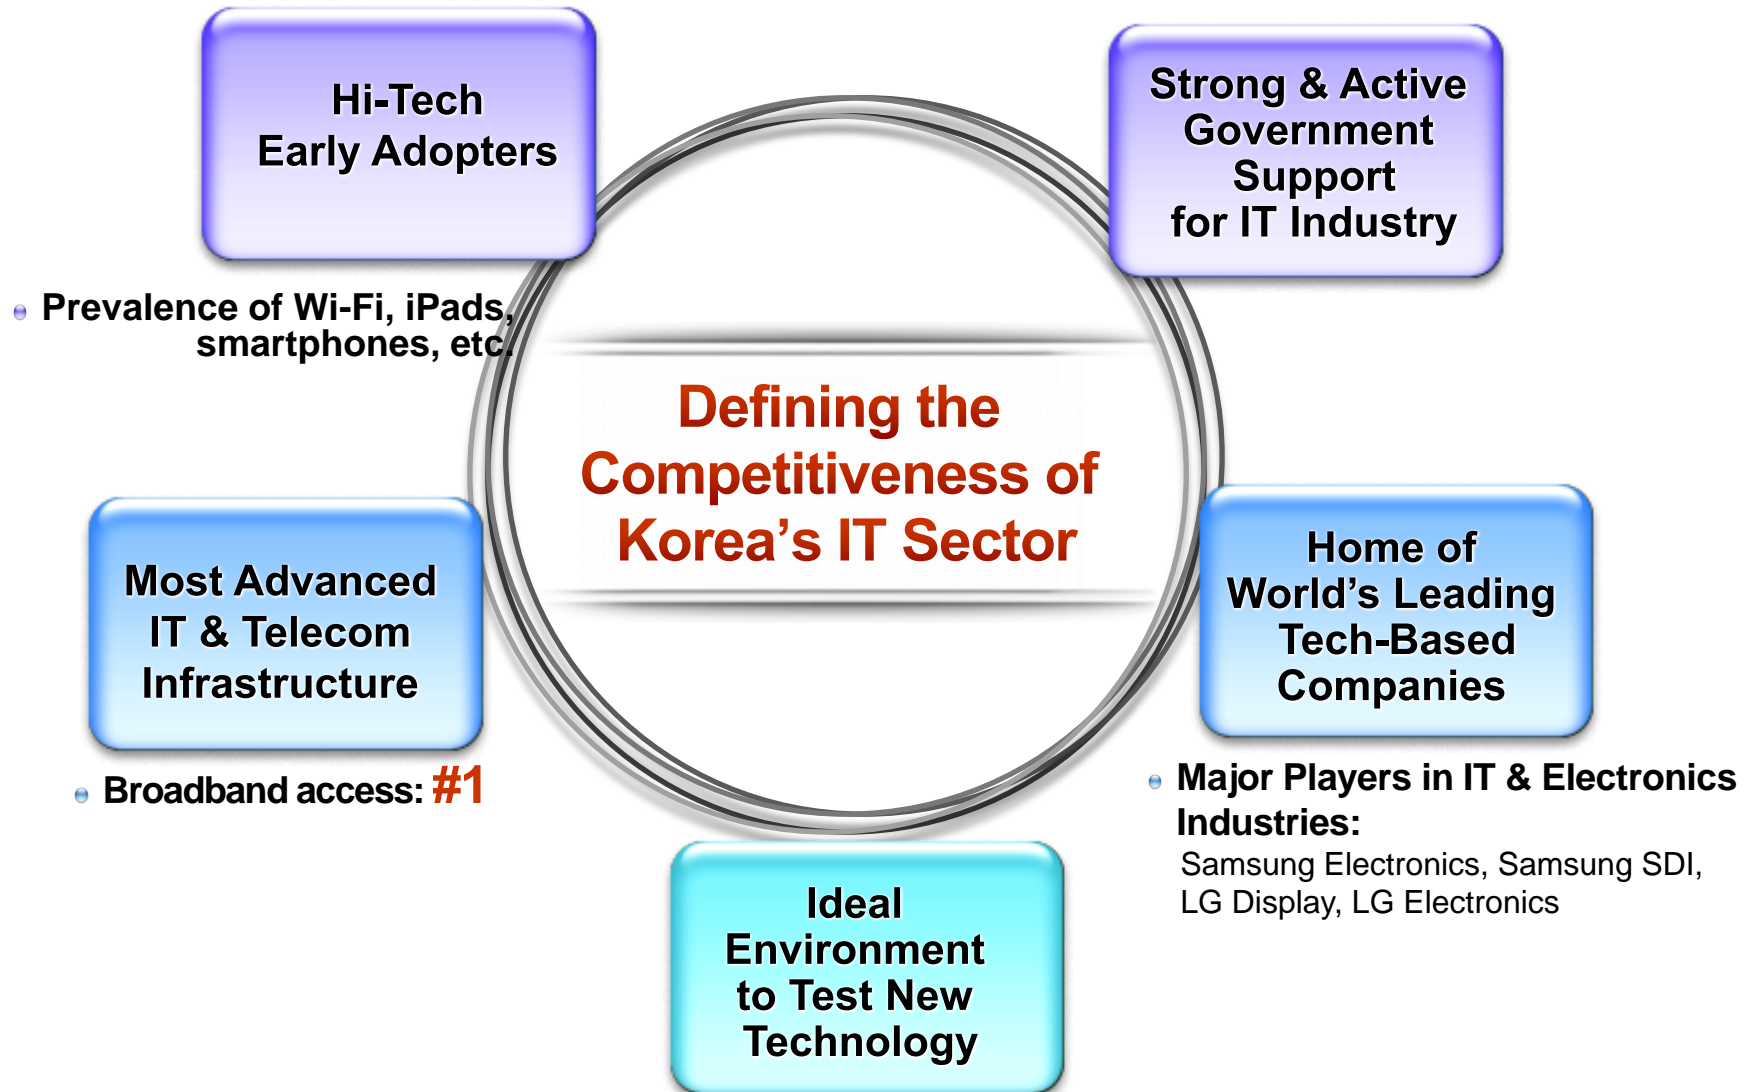 Hi-Tech
Early Adopters
Strong & Active
Government
Support
for IT Industry
Prevalence of Wi-Fi, iPads,
smartphones, etc.
Defining the
Competitiveness of
Korea's IT Sector
Most Advanced
IT & Telecom
Infrastructure
Broadband access: #1
Home of
World's Leading
Tech-Based
Companies
Major Players in IT & Electronics
Industries:
Samsung Electronics, Samsung SDI,
LG Display, LG Electronics
Ideal
Environment
to Test New
Technology